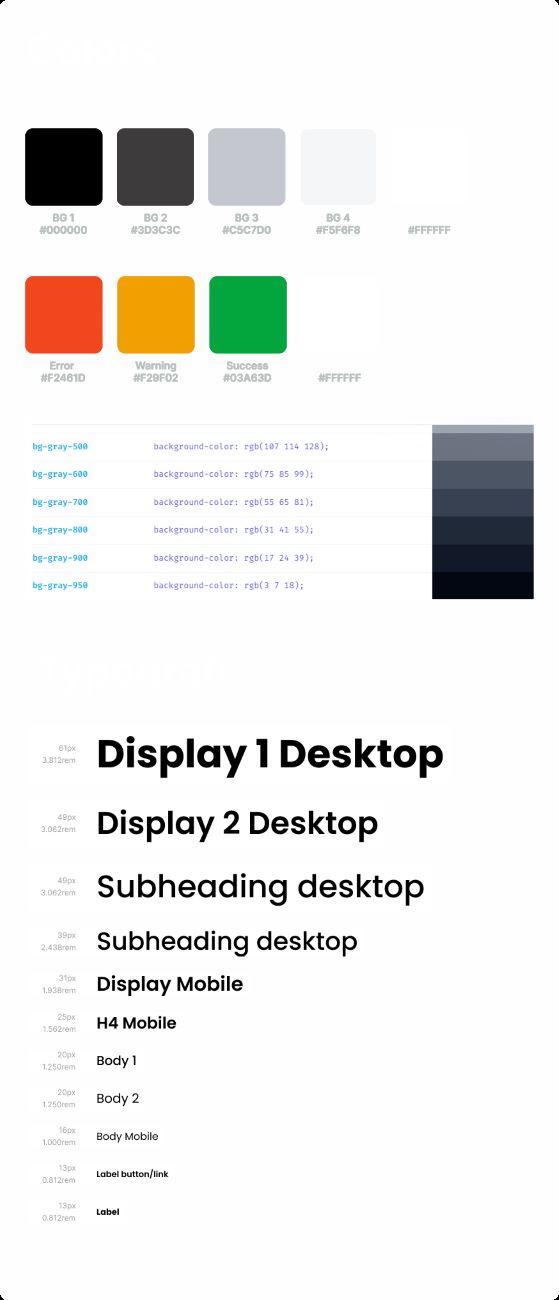 Colors
BG 1
#000000
BG 2
#3D3C3C
BG 3
#C5C7D0
BG 4
#F5F6F8
#FFFFFF
Error
#F2461D
Warning
#F29F02
Success
#03A63D
#FFFFFF
bg-gray-500 background-color: rgb(107 114 128);
bg-gray-600 background-color: rgb(75 85 99);
bg-gray-700 background-color: rgb(55 65 81);
bg-gray-800 background-color: rgb(31 41 55);
bg-gray-900 background-color: rgb(17 24 39);
bg-gray-950 background-color: rgb(3 7 18);
61px
3.812rem
Display 1 Desktop
49px
3.062rem
Display 2 Desktop
49px
3.062rem
Subheading desktop
39px
2.438rem
Subheading desktop
31px
1.938rem
Display Mobile
25px
1.562rem
H4 Mobile
20px
1.250rem
Body 1
20px
1.250rem
Body 2
16px
1.000rem
Body Mobile
13px
0.812rem
Label button/link
13px
0.812rem
Label